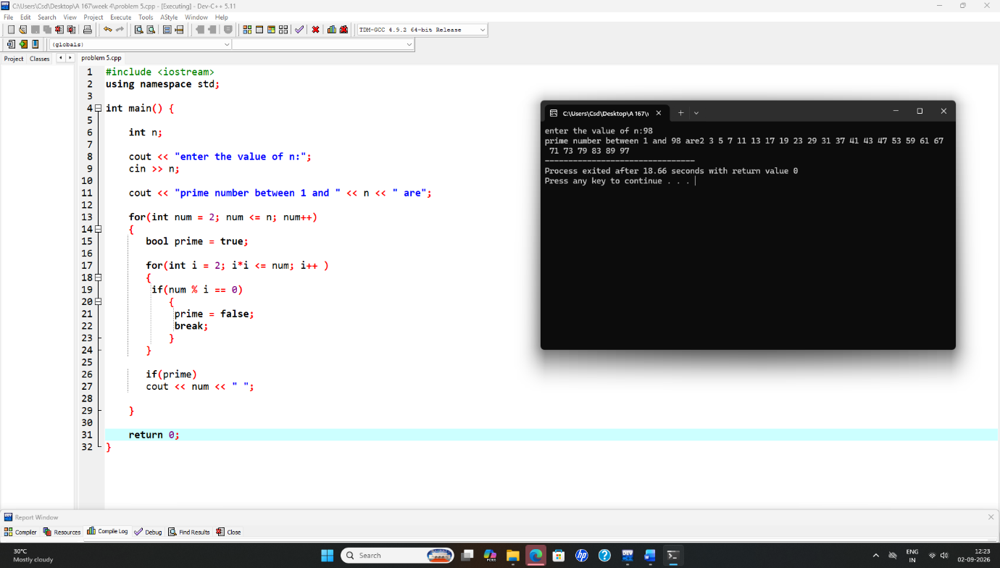 C:\Users\Csd\Desktop\A 167\week 4\problem 5.cpp - [Executing] - Dev-C++ 5.11
File Edit Search View Project Execute Tools AStyle Window Help
TDM-GCC 4.9.2 64-bit Release
(globals)
Project Classes problem 5.cpp
1 #include <iostream>
2 using namespace std;
3
4 int main() {
5
6 int n;
7
8 cout << "enter the value of n:";
9 cin >> n;
10
11 cout << "prime number between 1 and " << n << " are";
12
13 for(int num = 2; num <= n; num++)
14 {
15 bool prime = true;
16
17 for(int i = 2; i*i <= num; i++ )
18 {
19 if(num % i == 0)
20 {
21 prime = false;
22 break;
23 }
24 }
25
26 if(prime)
27 cout << num << " ";
28
29 }
30
31 return 0;
32 }
C:\Users\Csd\Desktop\A 167\
enter the value of n:98
prime number between 1 and 98 are2 3 5 7 11 13 17 19 23 29 31 37 41 43 47 53 59 61 67
71 73 79 83 89 97
--------------------------------
Process exited after 18.66 seconds with return value 0
Press any key to continue . . .
Report Window
Compiler Resources Compile Log Debug Find Results Close
30°C
Mostly cloudy
Search
ENG
IN
12:23
02-09-2026